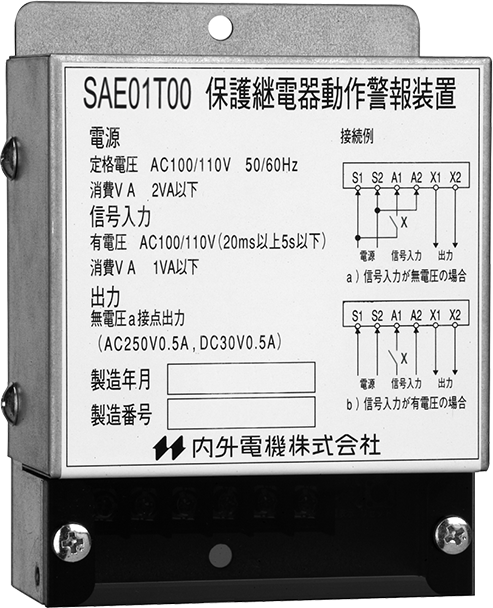 SAE01T00 保護継電器動作警報装置
電源
定格電圧 AC100/110V 50/60Hz
消費VA 2VA以下
信号入力
有電圧 AC100/110V(20ms以上5s以下)
消費VA 1VA以下
出力
無電圧a接点出力
(AC250V0.5A,DC30V0.5A)
製造年月
製造番号
内外電機株式会社
接続例
S1 S2 A1 A2 X1 X2
X
電源 信号入力 出力
a)信号入力が無電圧の場合
S1 S2 A1 A2 X1 X2
X
電源 信号入力 出力
b)信号入力が有電圧の場合